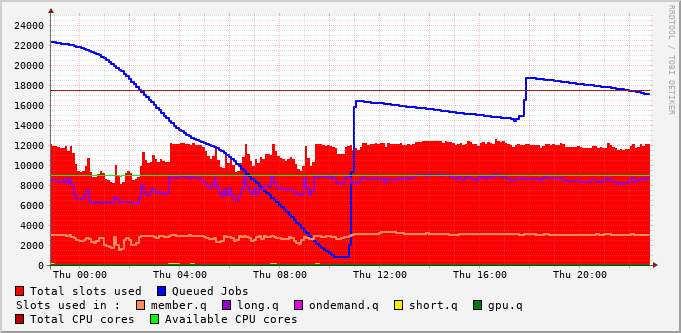 RRDTOOL / TOBI OETIKER
24000
22000
20000
18000
16000
14000
12000
10000
8000
6000
4000
2000
0
Thu 00:00 Thu 04:00 Thu 08:00 Thu 12:00 Thu 16:00 Thu 20:00
Total slots used Queued Jobs
Slots used in : member.q long.q ondemand.q short.q gpu.q
Total CPU cores Available CPU cores